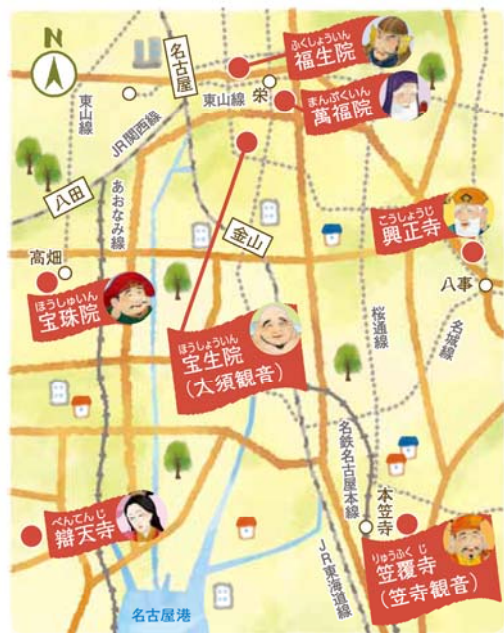 N
名古屋
ふくしょういん
福生院
栄
東山線
まんぷくいん
萬福院
東山線
JR関西線
八田
あおなみ線
金山
こうしょうじ
興正寺
八事
高畑
ほうしゅいん
宝珠院
ほうしょういん
宝生院
(大須観音)
桜通線
名城線
名鉄名古屋本線
本笠寺
べんてんじ
辯天寺
りゅうふくじ
笠覆寺
(笠寺観音)
JR東海道線
名古屋港